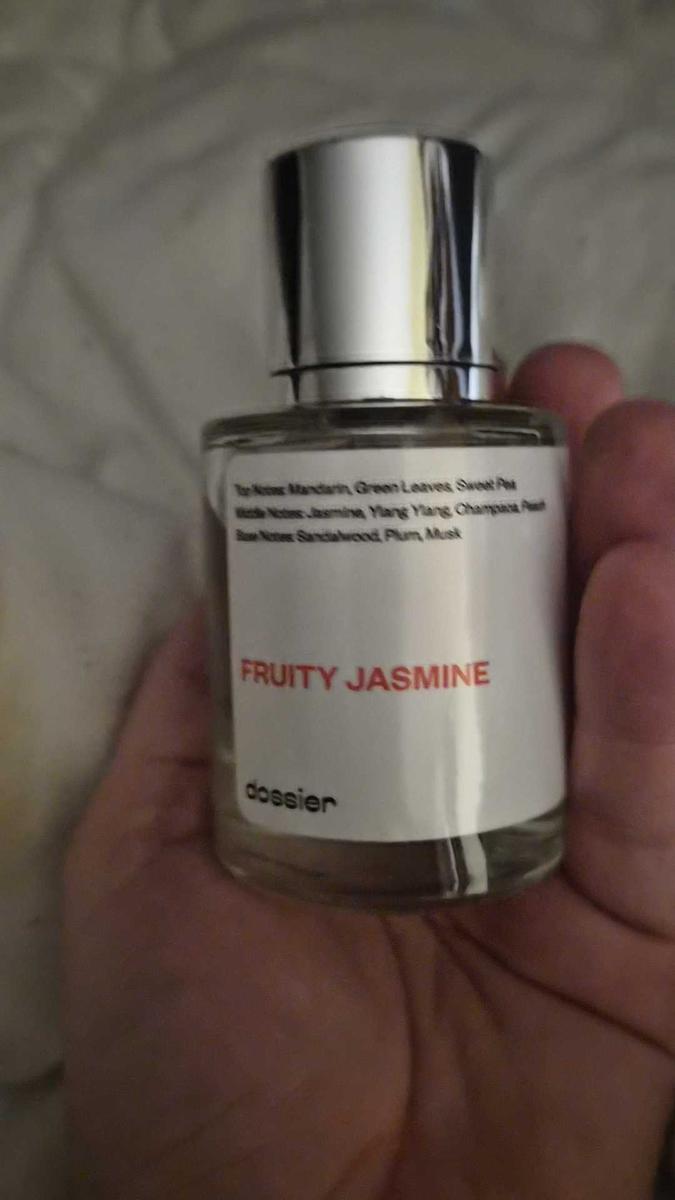 Top Notes: Mandarin, Green Leaves, Sweet Pea
Middle Notes: Jasmine, Ylang Ylang, Champaca, Peach
Base Notes: Sandalwood, Plum, Musk
FRUITY JASMINE
dossier